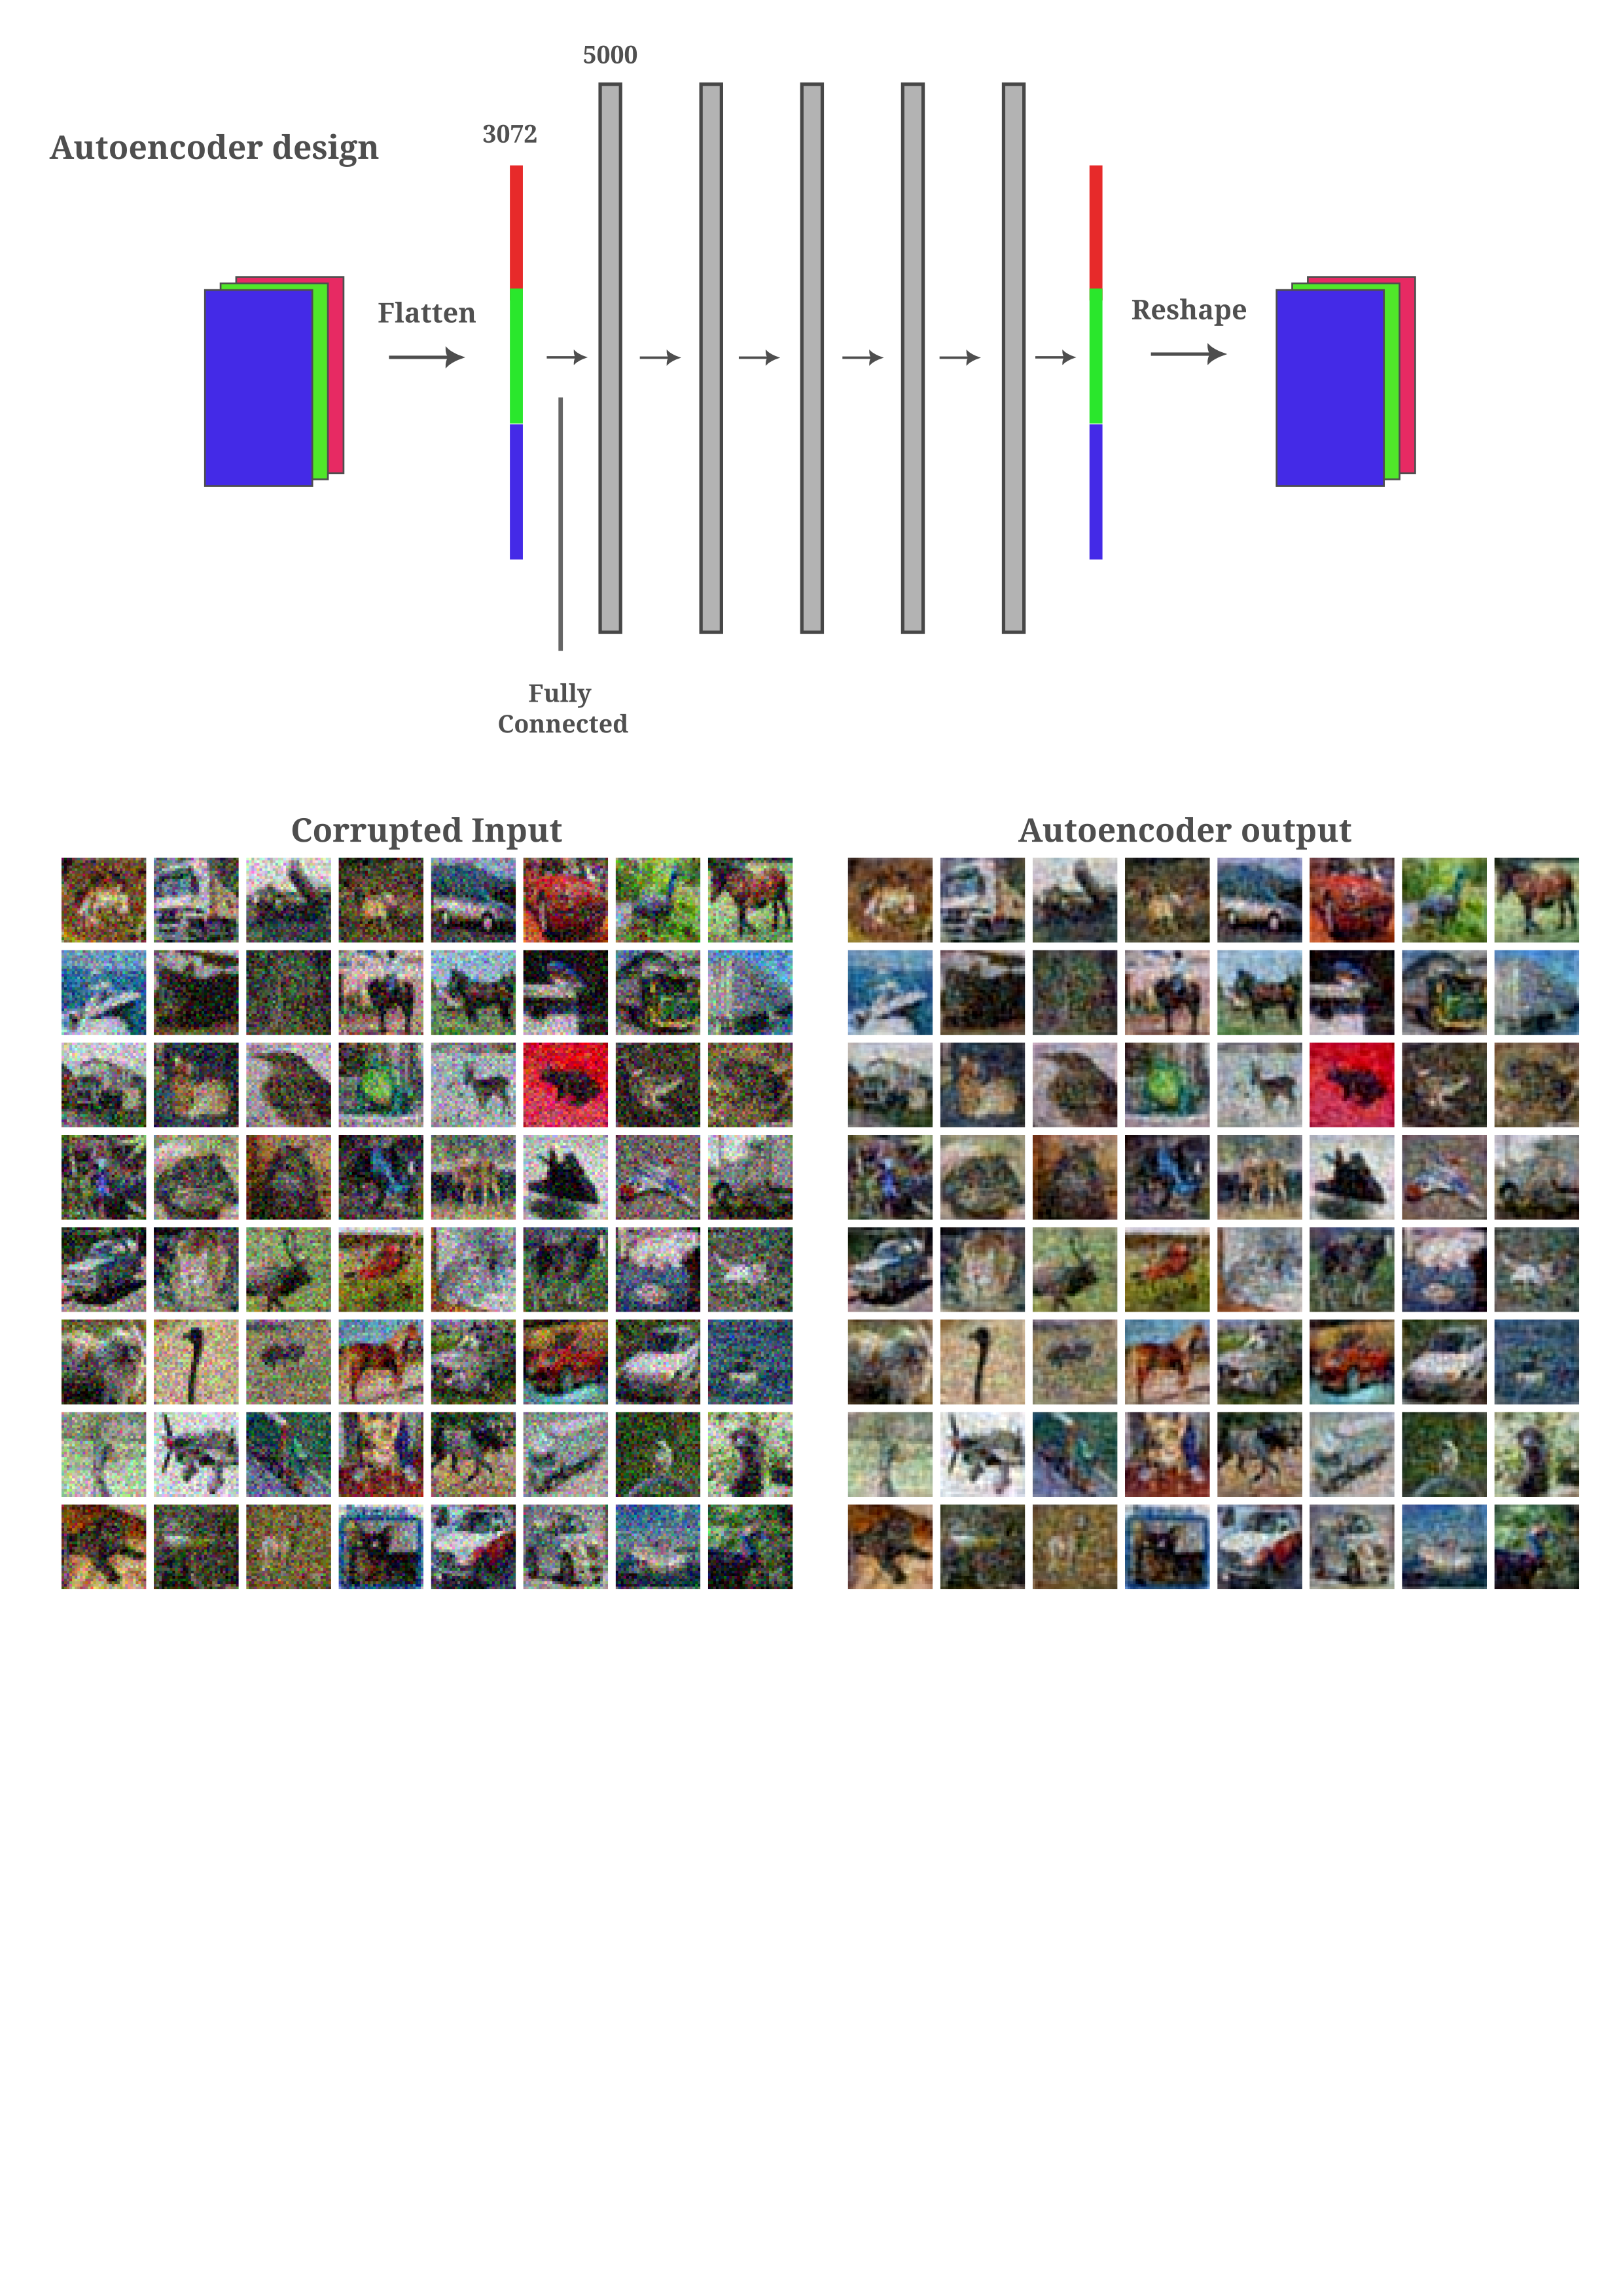 5000
3072
Autoencoder design
Flatten
Reshape
Fully
Connected
Corrupted Input
Autoencoder output